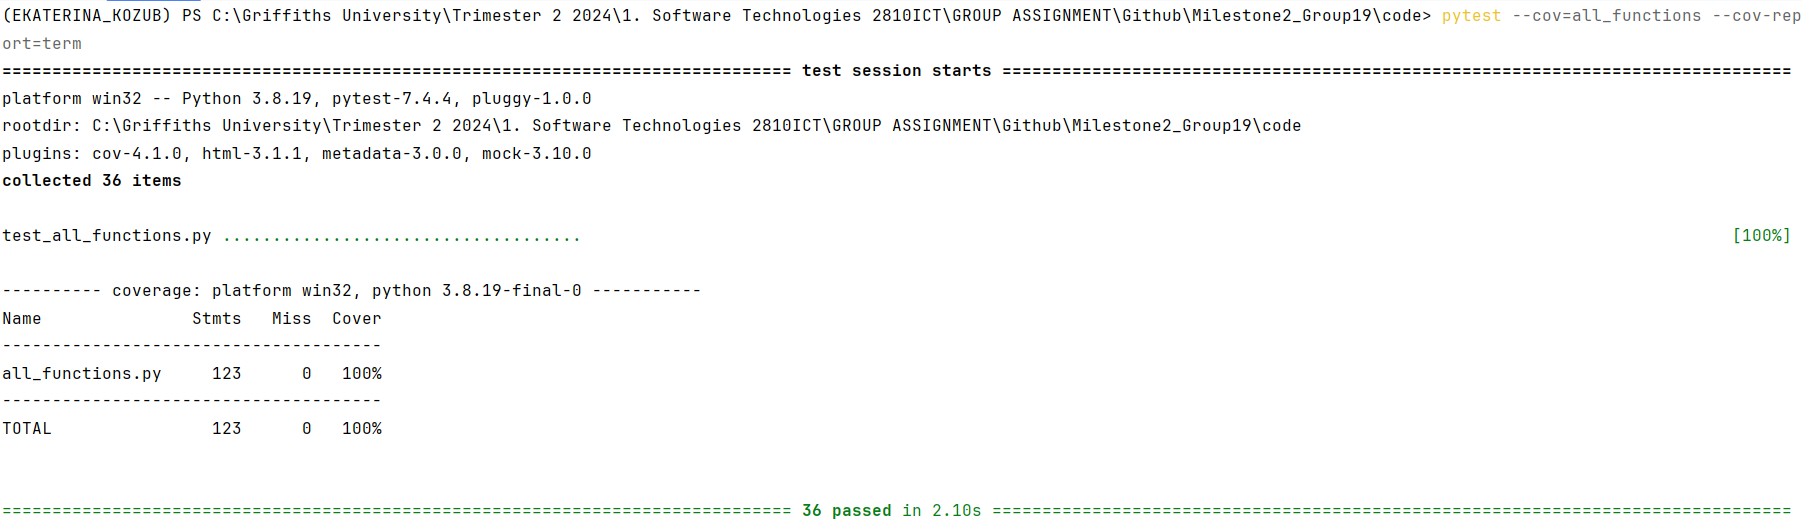 (EKATERINA_KOZUB) PS C:\Griffiths University\Trimester 2 2024\1. Software Technologies 2810ICT\GROUP ASSIGNMENT\Github\Milestone2_Group19\code> pytest --cov=all_functions --cov-rep
ort=term
=============================================================================== test session starts ===============================================================================
platform win32 -- Python 3.8.19, pytest-7.4.4, pluggy-1.0.0
rootdir: C:\Griffiths University\Trimester 2 2024\1. Software Technologies 2810ICT\GROUP ASSIGNMENT\Github\Milestone2_Group19\code
plugins: cov-4.1.0, html-3.1.1, metadata-3.0.0, mock-3.10.0
collected 36 items
test_all_functions.py .................................... [100%]
---------- coverage: platform win32, python 3.8.19-final-0 -----------
Name               Stmts   Miss  Cover
--------------------------------------
all_functions.py     123      0   100%
--------------------------------------
TOTAL                123      0   100%
=============================================================================== 36 passed in 2.10s ================================================================================